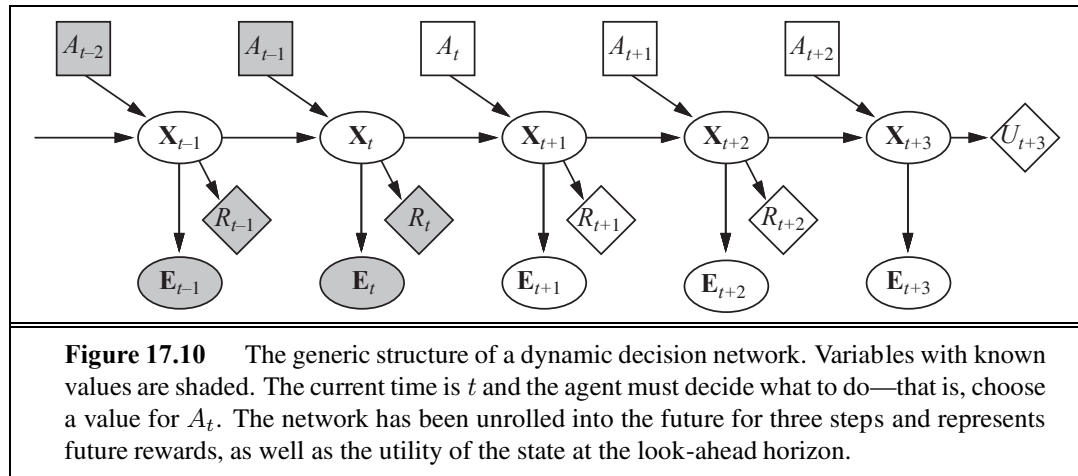 A_{t–2} A_{t–1} A_t A_{t+1} A_{t+2}
X_{t–1} X_t X_{t+1} X_{t+2} X_{t+3} U_{t+3}
R_{t–1} R_t R_{t+1} R_{t+2}
E_{t–1} E_t E_{t+1} E_{t+2} E_{t+3}
Figure 17.10 The generic structure of a dynamic decision network. Variables with known
values are shaded. The current time is t and the agent must decide what to do—that is, choose
a value for A_t. The network has been unrolled into the future for three steps and represents
future rewards, as well as the utility of the state at the look-ahead horizon.